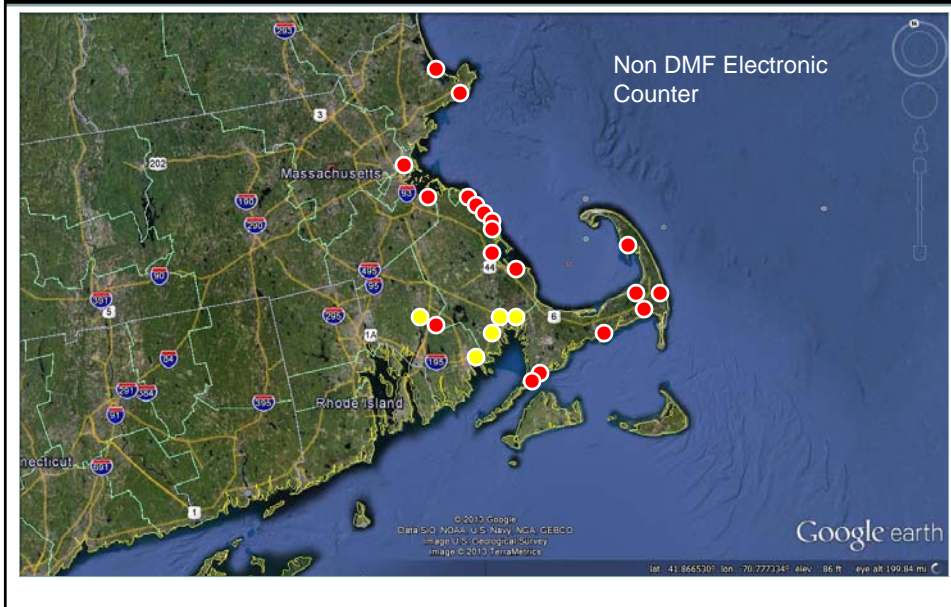 Non DMF Electronic
Counter
N
293
3
202
Massachusetts
93
190
290
495
95
44
90
391
5
295
1A
6
84
195
291
384
395
Rhode Island
91
necticut
691
1
© 2013 Google
Data SIO, NOAA, U.S. Navy, NGA, GEBCO
Image U.S. Geological Survey
Image © 2013 TerraMetrics
Google earth
lat 41.866530° lon -70.777334° elev 86 ft eye alt 199.84 mi